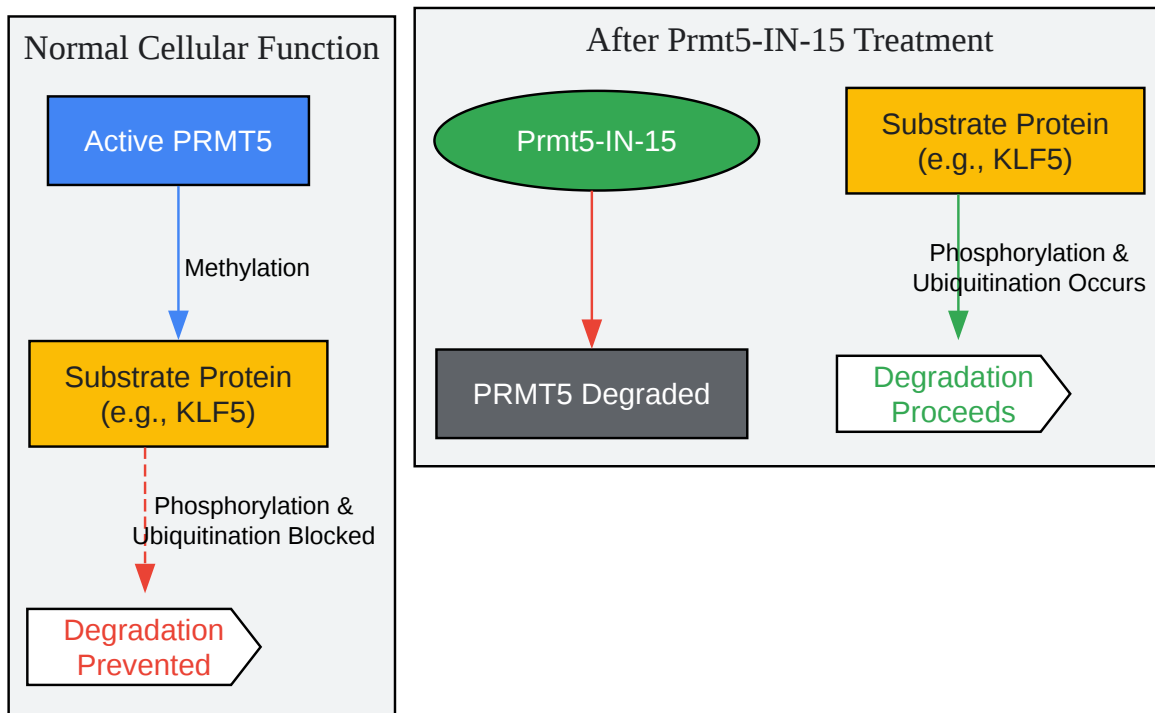 Normal Cellular Function
Active PRMT5
Methylation
Substrate Protein
(e.g., KLF5)
Phosphorylation &
Ubiquitination Blocked
Degradation
Prevented
After Prmt5-IN-15 Treatment
Prmt5-IN-15
PRMT5 Degraded
Substrate Protein
(e.g., KLF5)
Phosphorylation &
Ubiquitination Occurs
Degradation
Proceeds